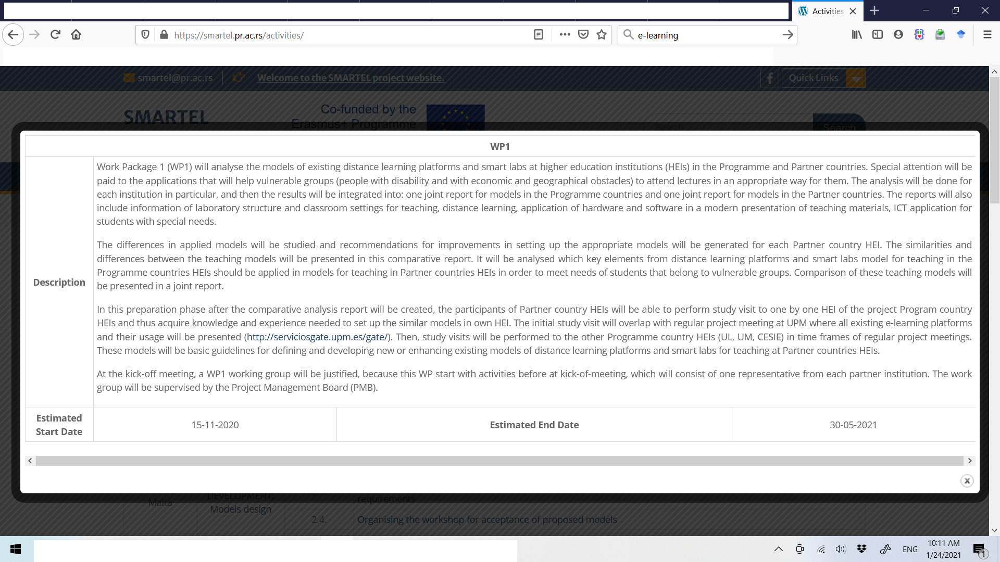 Activities
https://smartel.pr.ac.rs/activities/
e-learning
smartel@pr.ac.rs
Welcome to the SMARTEL project website.
Quick Links
SMARTEL
Co-funded by the
Erasmus+ Programme
Search
Search
WP1
Description
Work Package 1 (WP1) will analyse the models of existing distance learning platforms and smart labs at higher education institutions (HEIs) in the Programme and Partner countries. Special attention will be
paid to the applications that will help vulnerable groups (people with disability and with economic and geographical obstacles) to attend lectures in an appropriate way for them. The analysis will be done for
each institution in particular, and then the results will be integrated into: one joint report for models in the Programme countries and one joint report for models in the Partner countries. The reports will also
include information of laboratory structure and classroom settings for teaching, distance learning, application of hardware and software in a modern presentation of teaching materials, ICT application for
students with special needs.
The differences in applied models will be studied and recommendations for improvements in setting up the appropriate models will be generated for each Partner country HEI. The similarities and
differences between the teaching models will be presented in this comparative report. It will be analysed which key elements from distance learning platforms and smart labs model for teaching in the
Programme countries HEIs should be applied in models for teaching in Partner countries HEIs in order to meet needs of students that belong to vulnerable groups. Comparison of these teaching models will
be presented in a joint report.
In this preparation phase after the comparative analysis report will be created, the participants of Partner country HEIs will be able to perform study visit to one by one HEI of the project Program country
HEIs and thus acquire knowledge and experience needed to set up the similar models in own HEI. The initial study visit will overlap with regular project meeting at UPM where all existing e-learning platforms
and their usage will be presented (http://serviciosgate.upm.es/gate/). Then, study visits will be performed to the other Programme country HEIs (UL, UM, CESIE) in time frames of regular project meetings.
These models will be basic guidelines for defining and developing new or enhancing existing models of distance learning platforms and smart labs for teaching at Partner countries HEIs.
At the kick-off meeting, a WP1 working group will be justified, because this WP start with activities before at kick-of-meeting, which will consist of one representative from each partner institution. The work
group will be supervised by the Project Management Board (PMB).
Estimated
Start Date
15-11-2020
Estimated End Date
30-05-2021
Malta
DEVELOPMENT:
Models design
requirements
2.4.
Organising the workshop for acceptance of proposed models
ENG
10:11 AM
1/24/2021
1